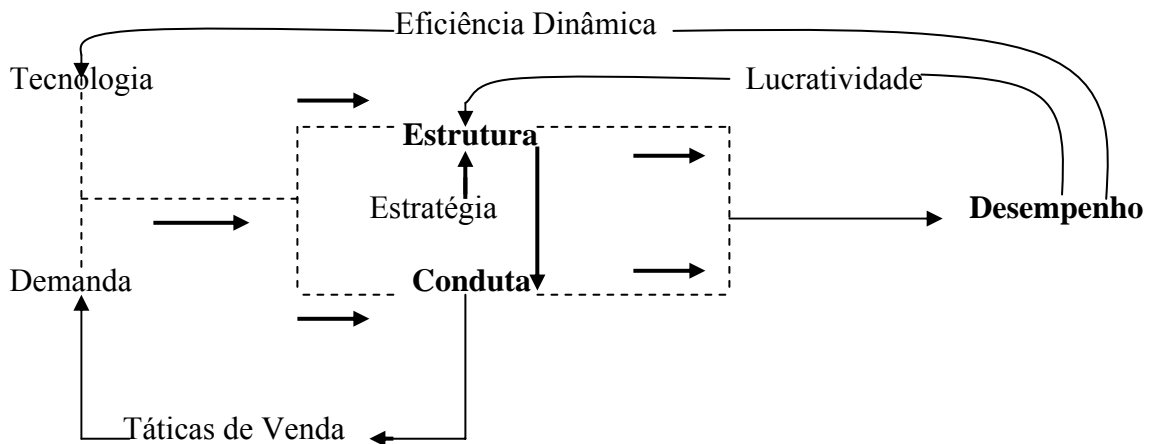 Eficiência Dinâmica
Tecnologia
Lucratividade
Estrutura
Estratégia
Desempenho
Demanda
Conduta
Táticas de Venda